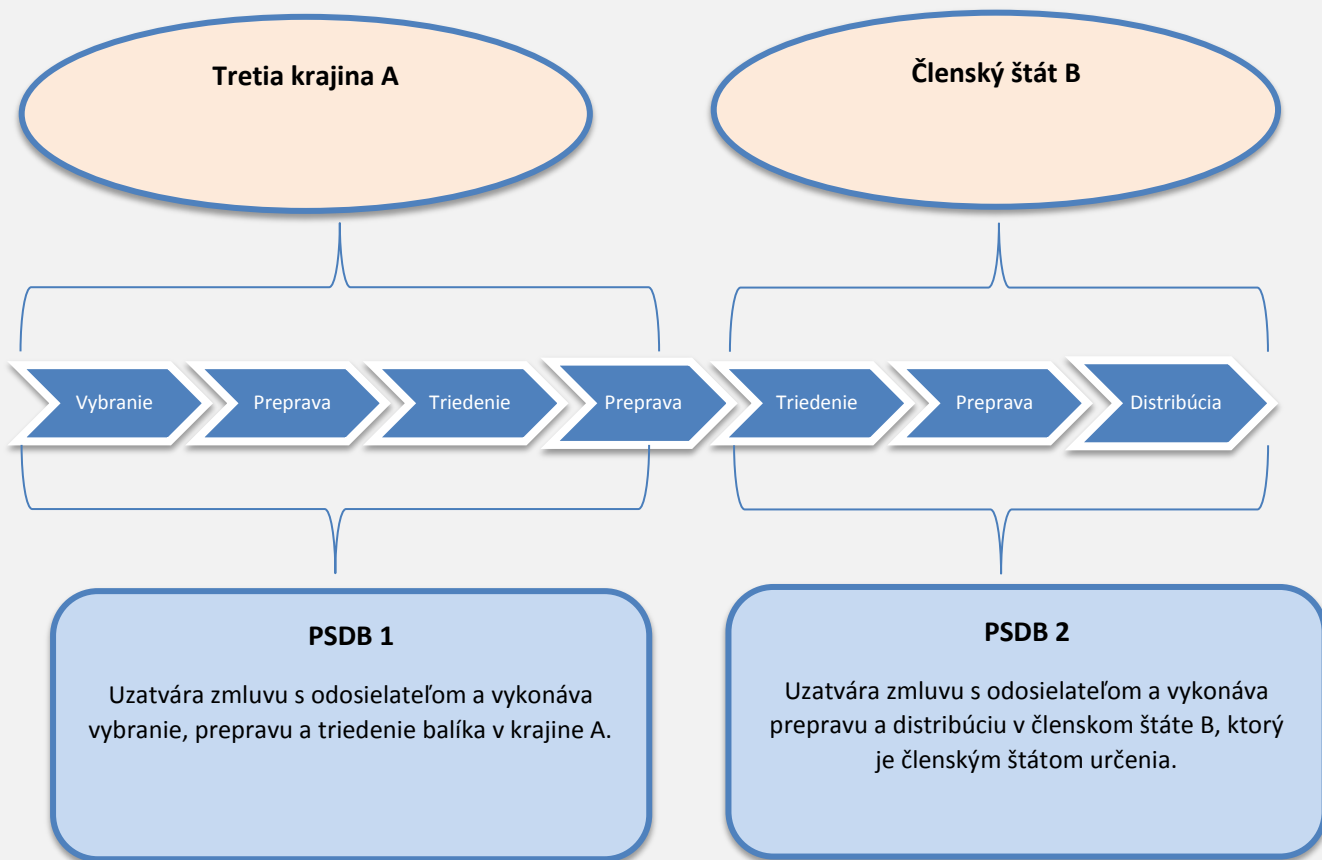 Tretia krajina A
Členský štát B
Vybranie
Preprava
Triedenie
Preprava
Triedenie
Preprava
Distribúcia
PSDB 1
Uzatvára zmluvu s odosielateľom a vykonáva
vybranie, prepravu a triedenie balíka v krajine A.
PSDB 2
Uzatvára zmluvu s odosielateľom a vykonáva
prepravu a distribúciu v členskom štáte B, ktorý
je členským štátom určenia.